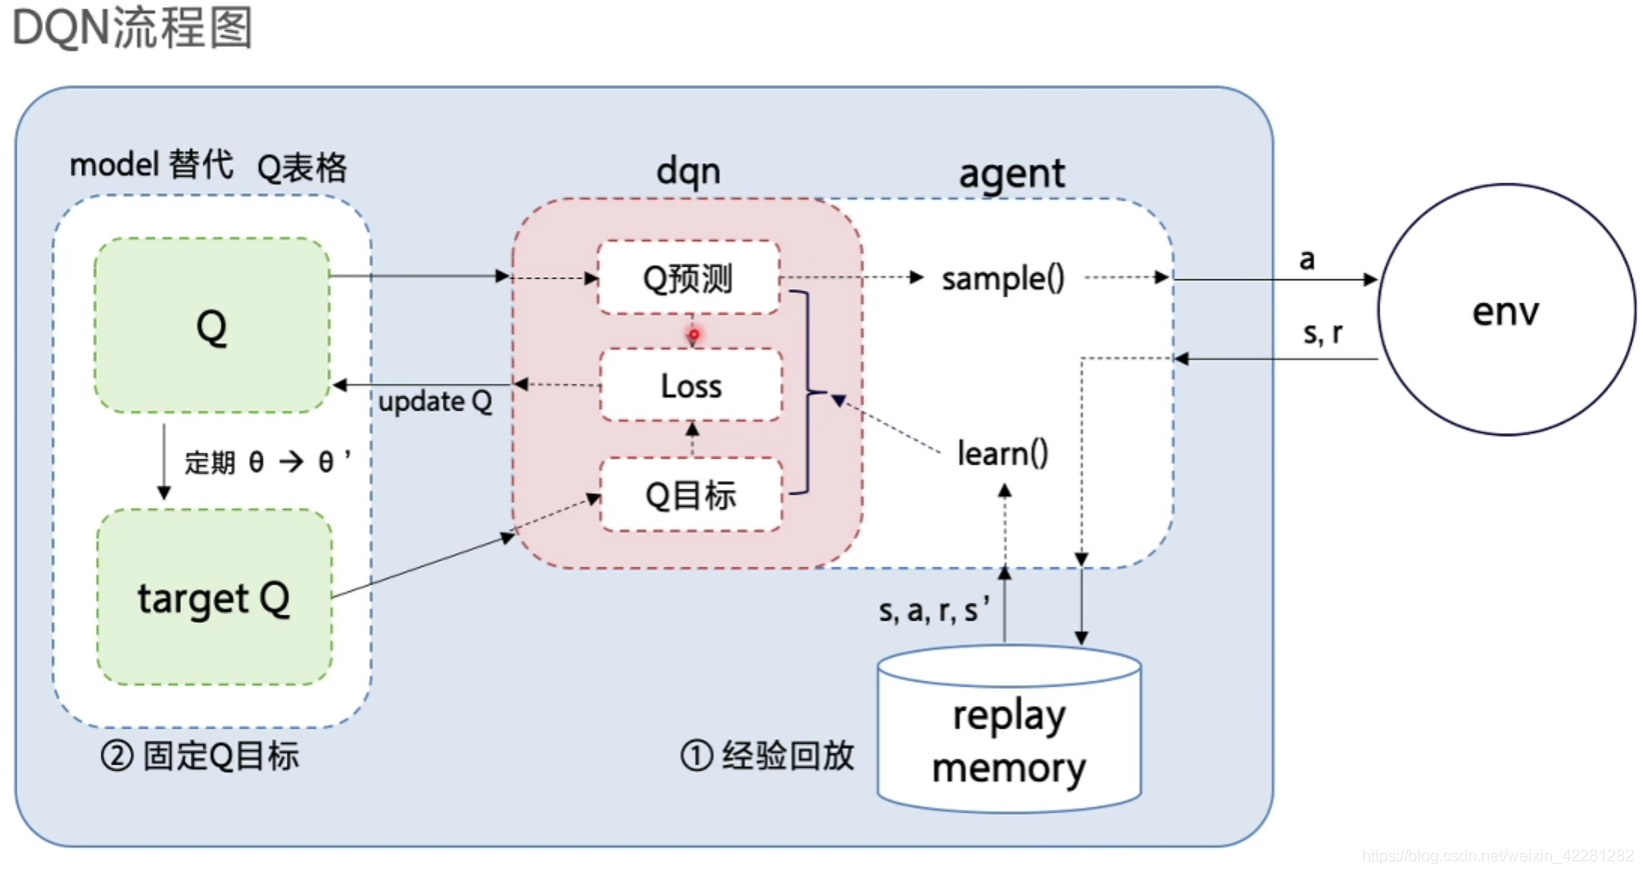 DQN流程图
model 替代 Q表格
dqn
agent
Q
Q预测
sample()
a
env
s, r
Loss
update Q
learn()
定期 θ → θ ’
Q目标
target Q
s, a, r, s ’
replay
memory
② 固定Q目标
① 经验回放
https://blog.csdn.net/weixin_42281282